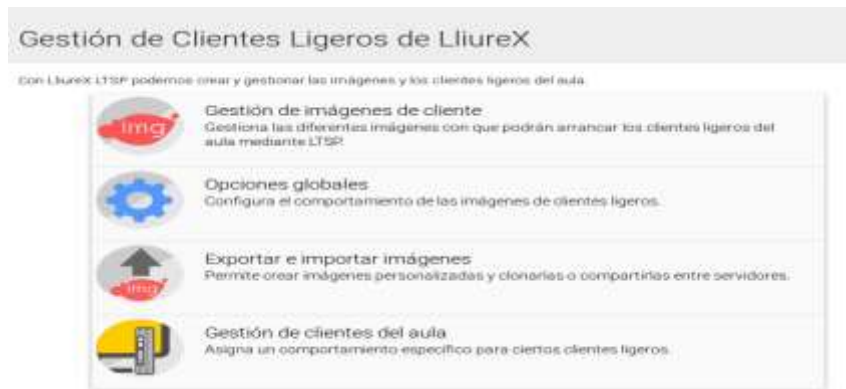 Gestión de Clientes Ligeros de LliureX
Con LliureX LTSP podemos crear y gestionar las imágenes y los clientes ligeros del aula.
img
Gestión de imágenes de cliente
Gestiona las diferentes imágenes con que podrán arrancar los clientes ligeros del
aula mediante LTSP.
Opciones globales
Configura el comportamiento de las imágenes de clientes ligeros.
img
Exportar e importar imágenes
Permite crear imágenes personalizadas y clonarlas o compartirlas entre servidores.
Gestión de clientes del aula
Asigna un comportamiento específico para ciertos clientes ligeros.